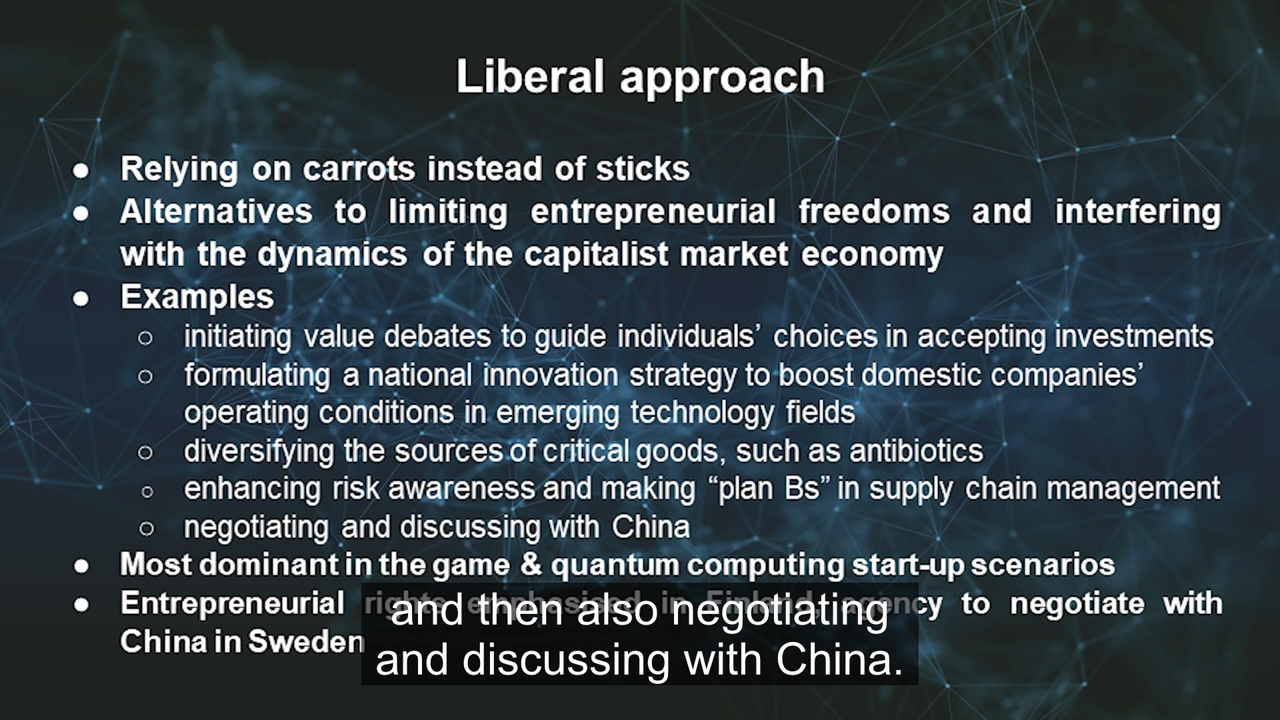 Liberal approach
● Relying on carrots instead of sticks
● Alternatives to limiting entrepreneurial freedoms and interfering
with the dynamics of the capitalist market economy
● Examples
○ initiating value debates to guide individuals’ choices in accepting investments
○ formulating a national innovation strategy to boost domestic companies’
operating conditions in emerging technology fields
○ diversifying the sources of critical goods, such as antibiotics
○ enhancing risk awareness and making “plan Bs” in supply chain management
○ negotiating and discussing with China
● Most dominant in the game & quantum computing start-up scenarios
● Entrepreneurial rights emphasised in Finland, agency to negotiate with
China in Sweden
and then also negotiating
and discussing with China.